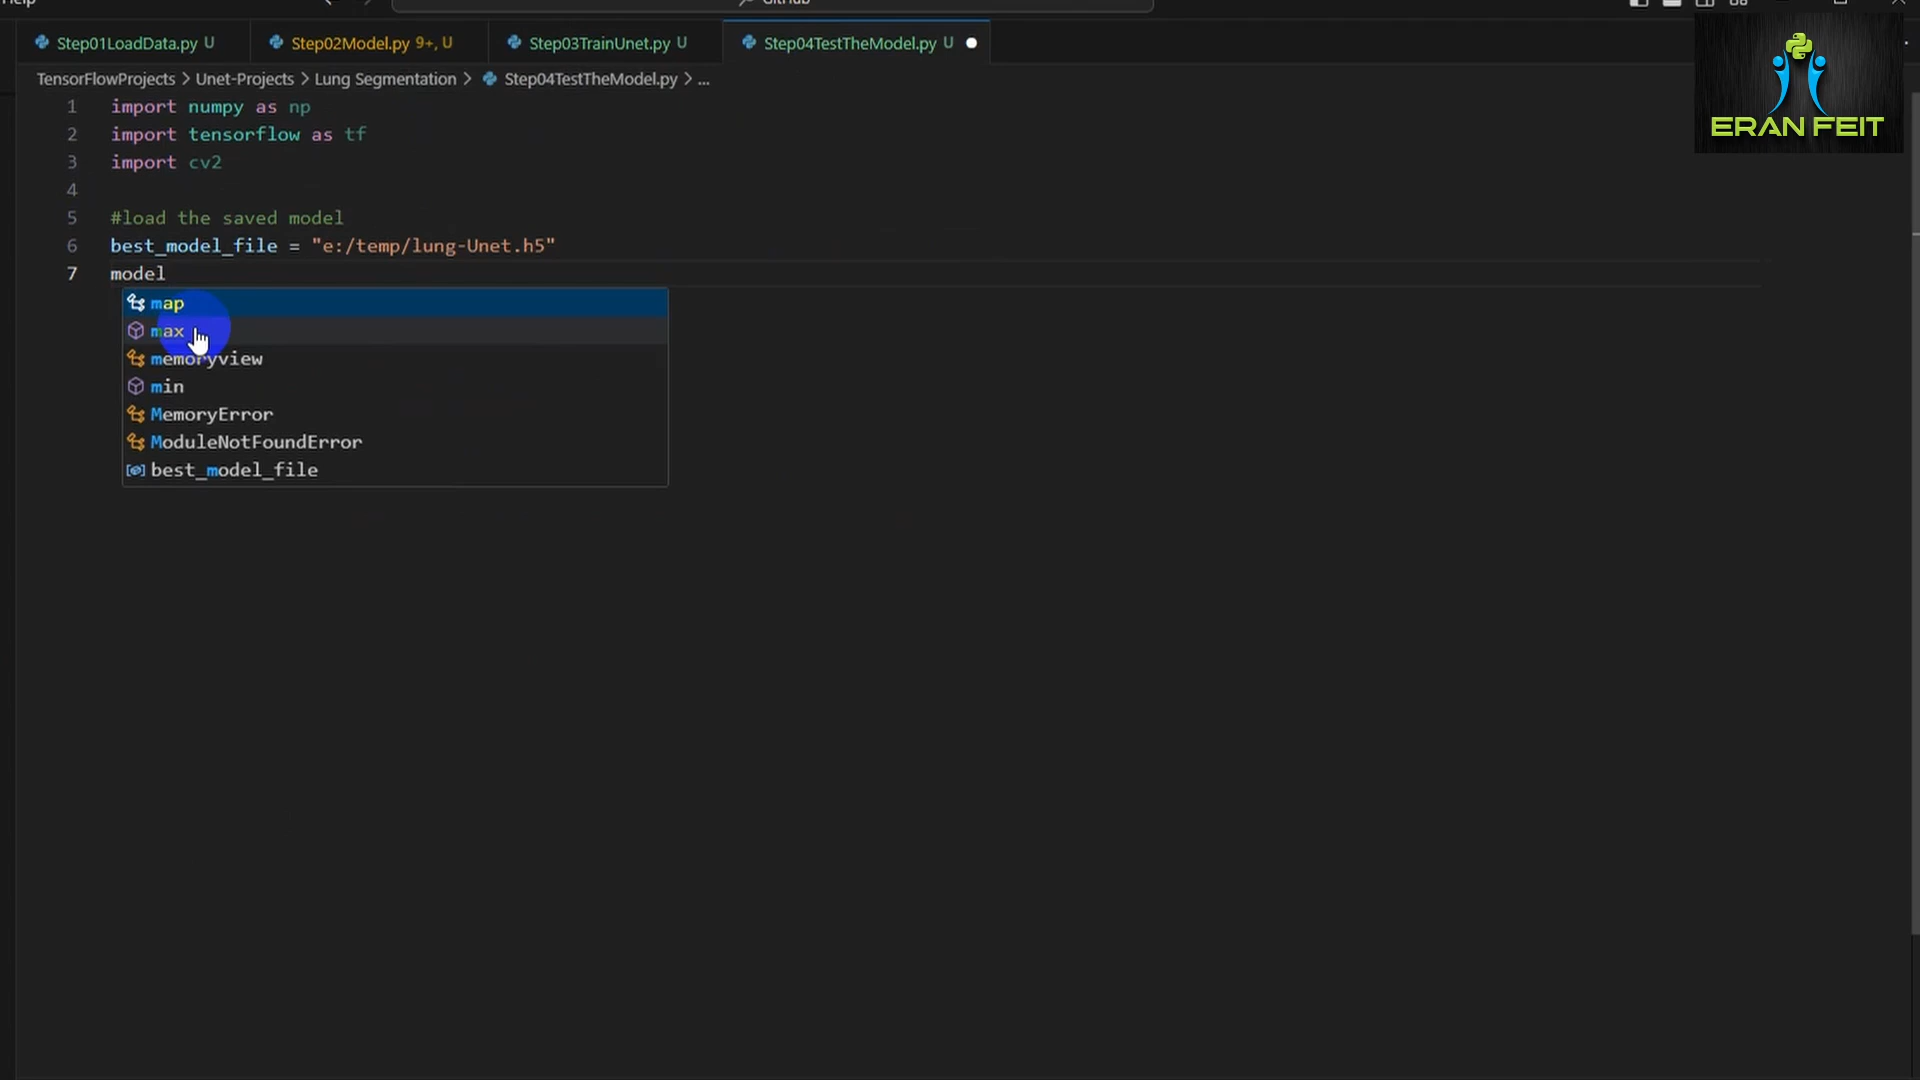 Help
GitHub
Step01LoadData.py U Step02Model.py 9+, U Step03TrainUnet.py U Step04TestTheModel.py U
ERAN FEIT
TensorFlowProjects > Unet-Projects > Lung Segmentation > Step04TestTheModel.py > ...
1 import numpy as np
2 import tensorflow as tf
3 import cv2
4
5 #load the saved model
6 best_model_file = "e:/temp/lung-Unet.h5"
7 model
map
max
memoryview
min
MemoryError
ModuleNotFoundError
best_model_file